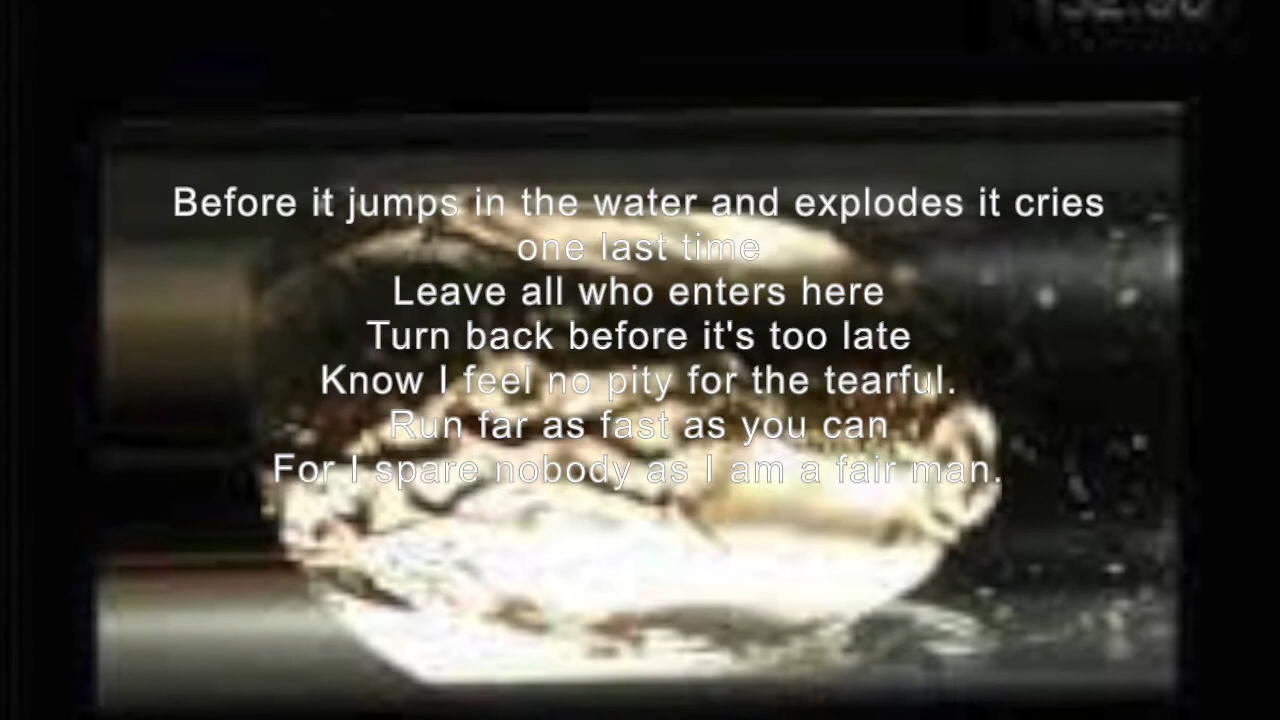 Before it jumps in the water and explodes it cries
one last time
Leave all who enters here
Turn back before it's too late
Know I feel no pity for the tearful.
Run far as fast as you can
For I spare nobody as I am a fair man.